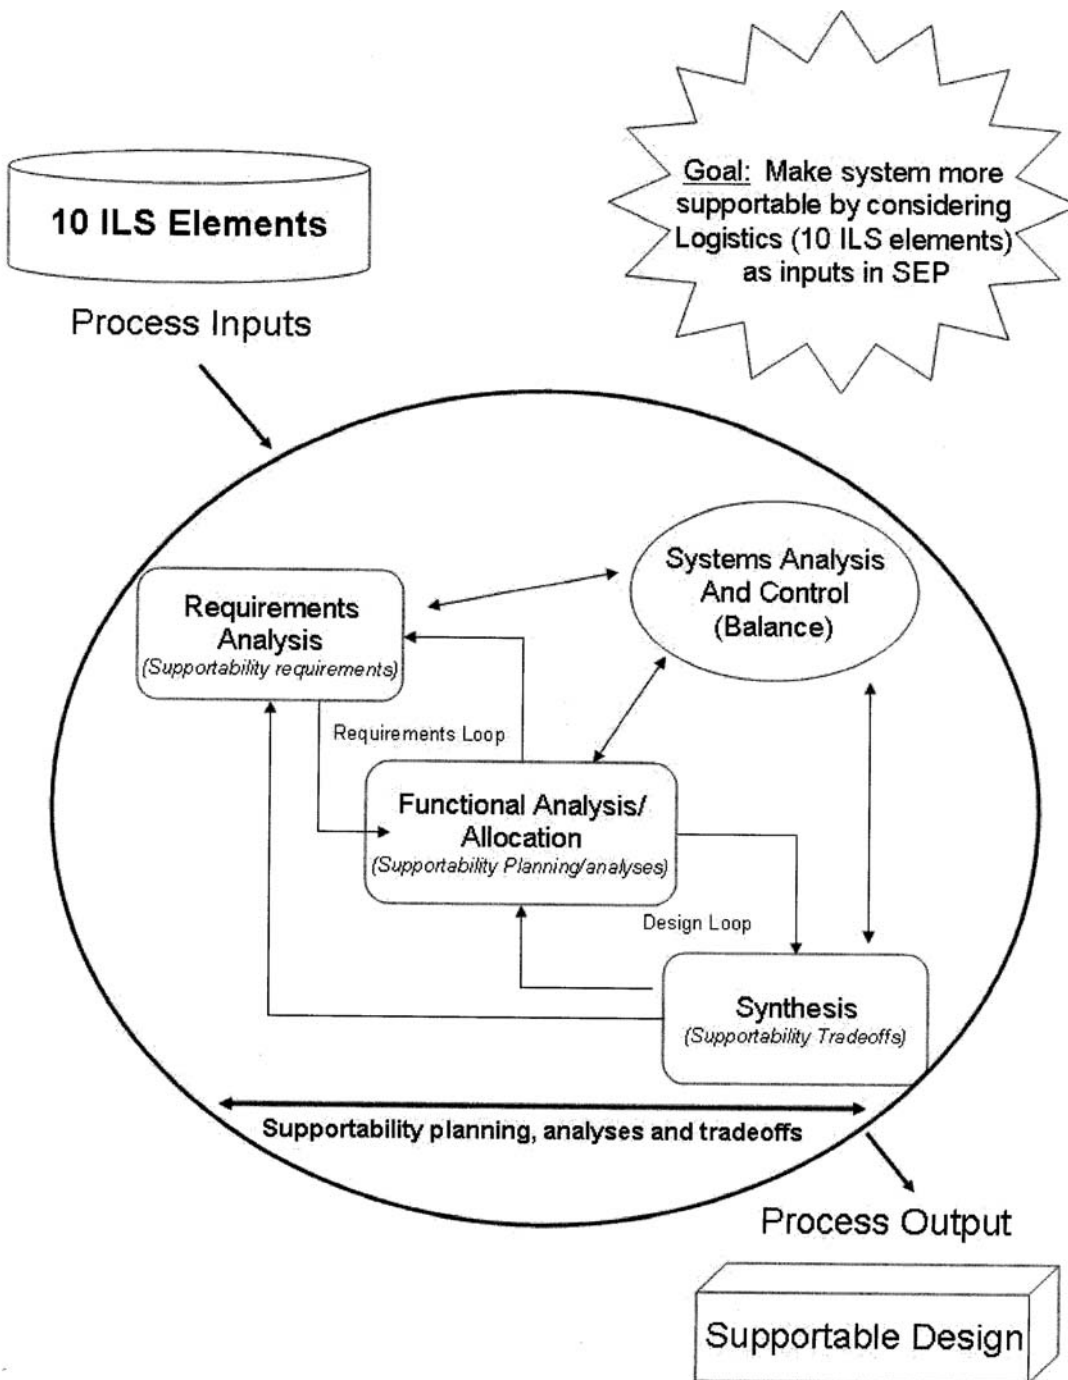 10 ILS Elements
Process Inputs
Goal: Make system more
supportable by considering
Logistics (10 ILS elements)
as inputs in SEP
Systems Analysis
And Control
(Balance)
Requirements
Analysis
(Supportability requirements)
Requirements Loop
Functional Analysis/
Allocation
(Supportability Planning/analyses)
Design Loop
Synthesis
(Supportability Tradeoffs)
Supportability planning, analyses and tradeoffs
Process Output
Supportable Design